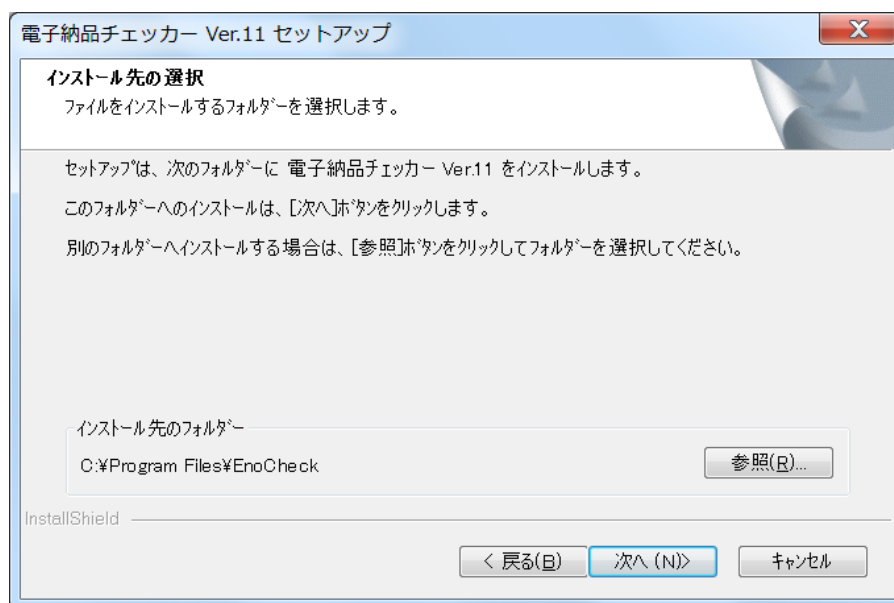 電子納品チェッカー Ver.11 セットアップ
インストール先の選択
ファイルをインストールするフォルダーを選択します。
セットアップは、次のフォルダーに 電子納品チェッカー Ver.11 をインストールします。
このフォルダーへのインストールは、[次へ]ボタンをクリックします。
別のフォルダーへインストールする場合は、[参照]ボタンをクリックしてフォルダーを選択してください。
インストール先のフォルダー
C:¥Program Files¥EnoCheck
参照(R)...
InstallShield
< 戻る(B)
次へ (N)>
キャンセル